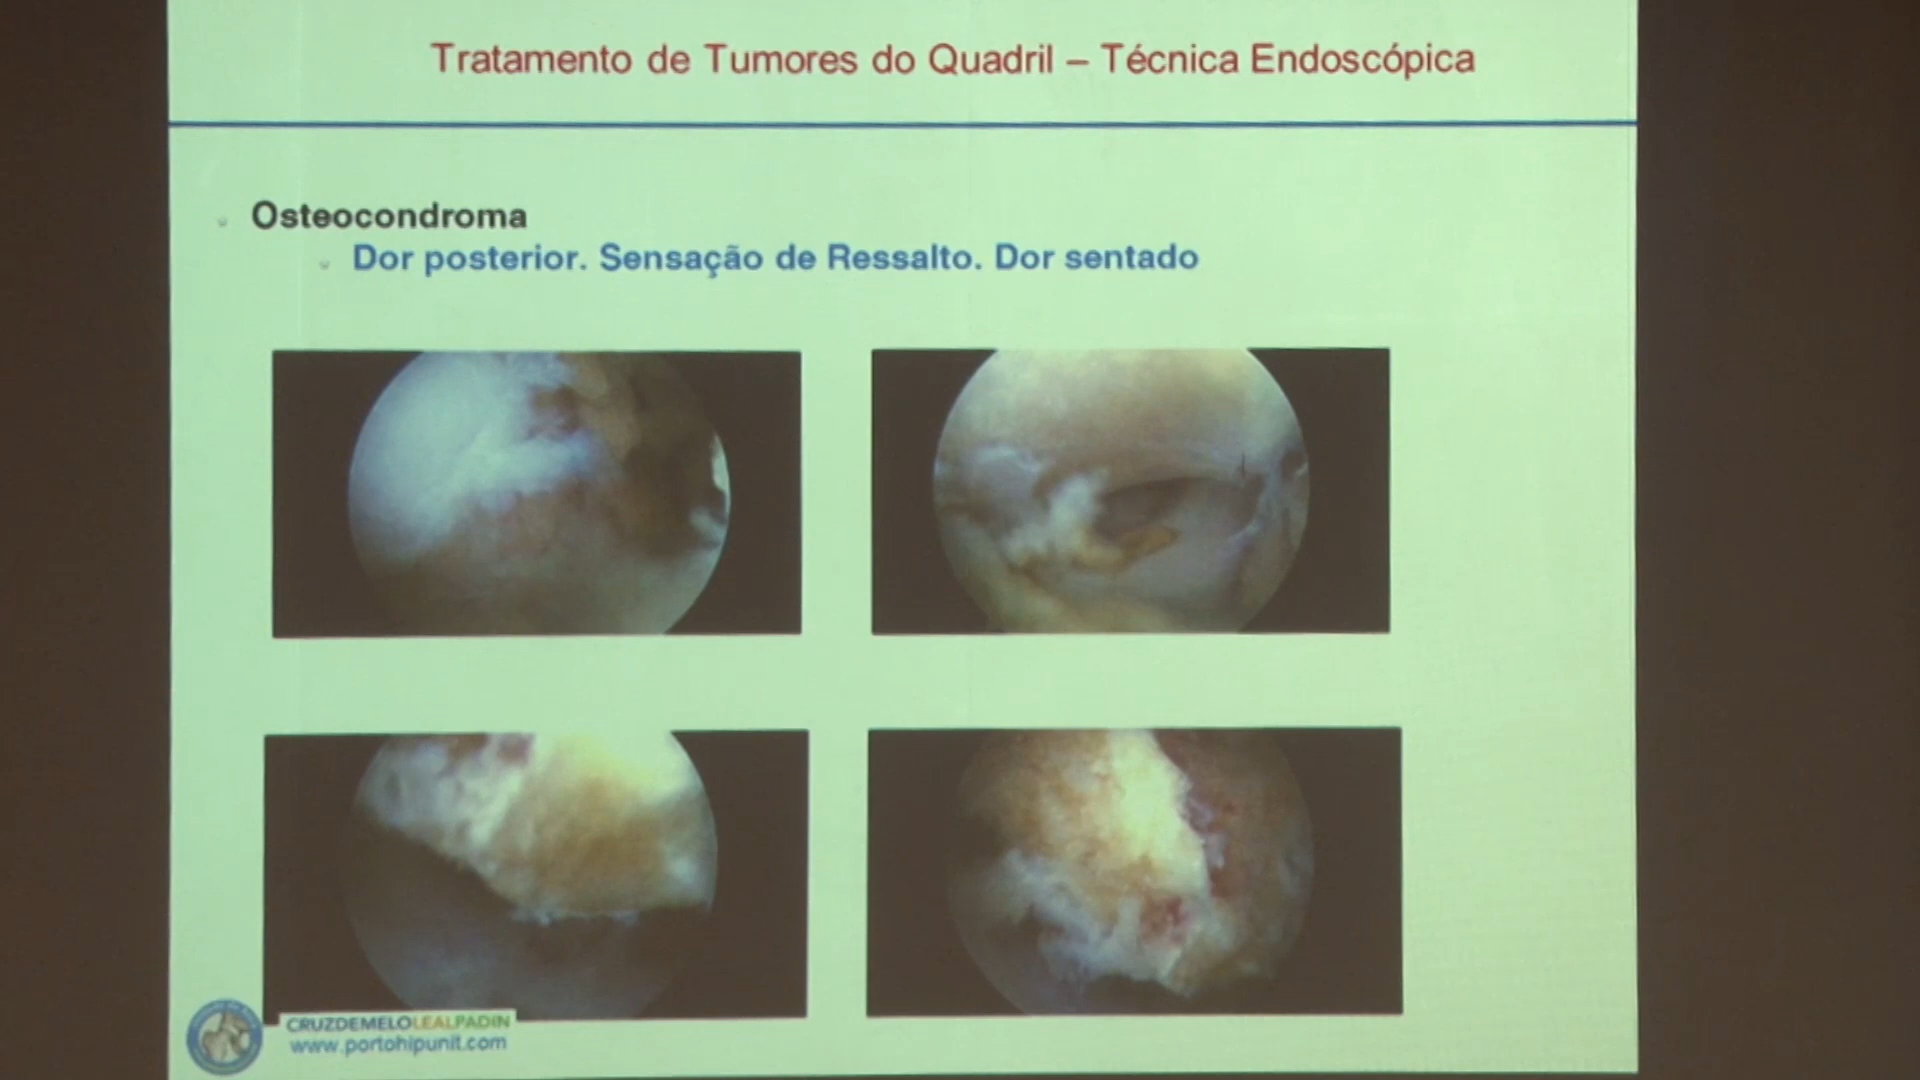 Tratamento de Tumores do Quadril – Técnica Endoscópica
Osteocondroma
Dor posterior. Sensação de Ressalto. Dor sentado
CRUZDEMELOLEALPADIN
www.portohipunit.com